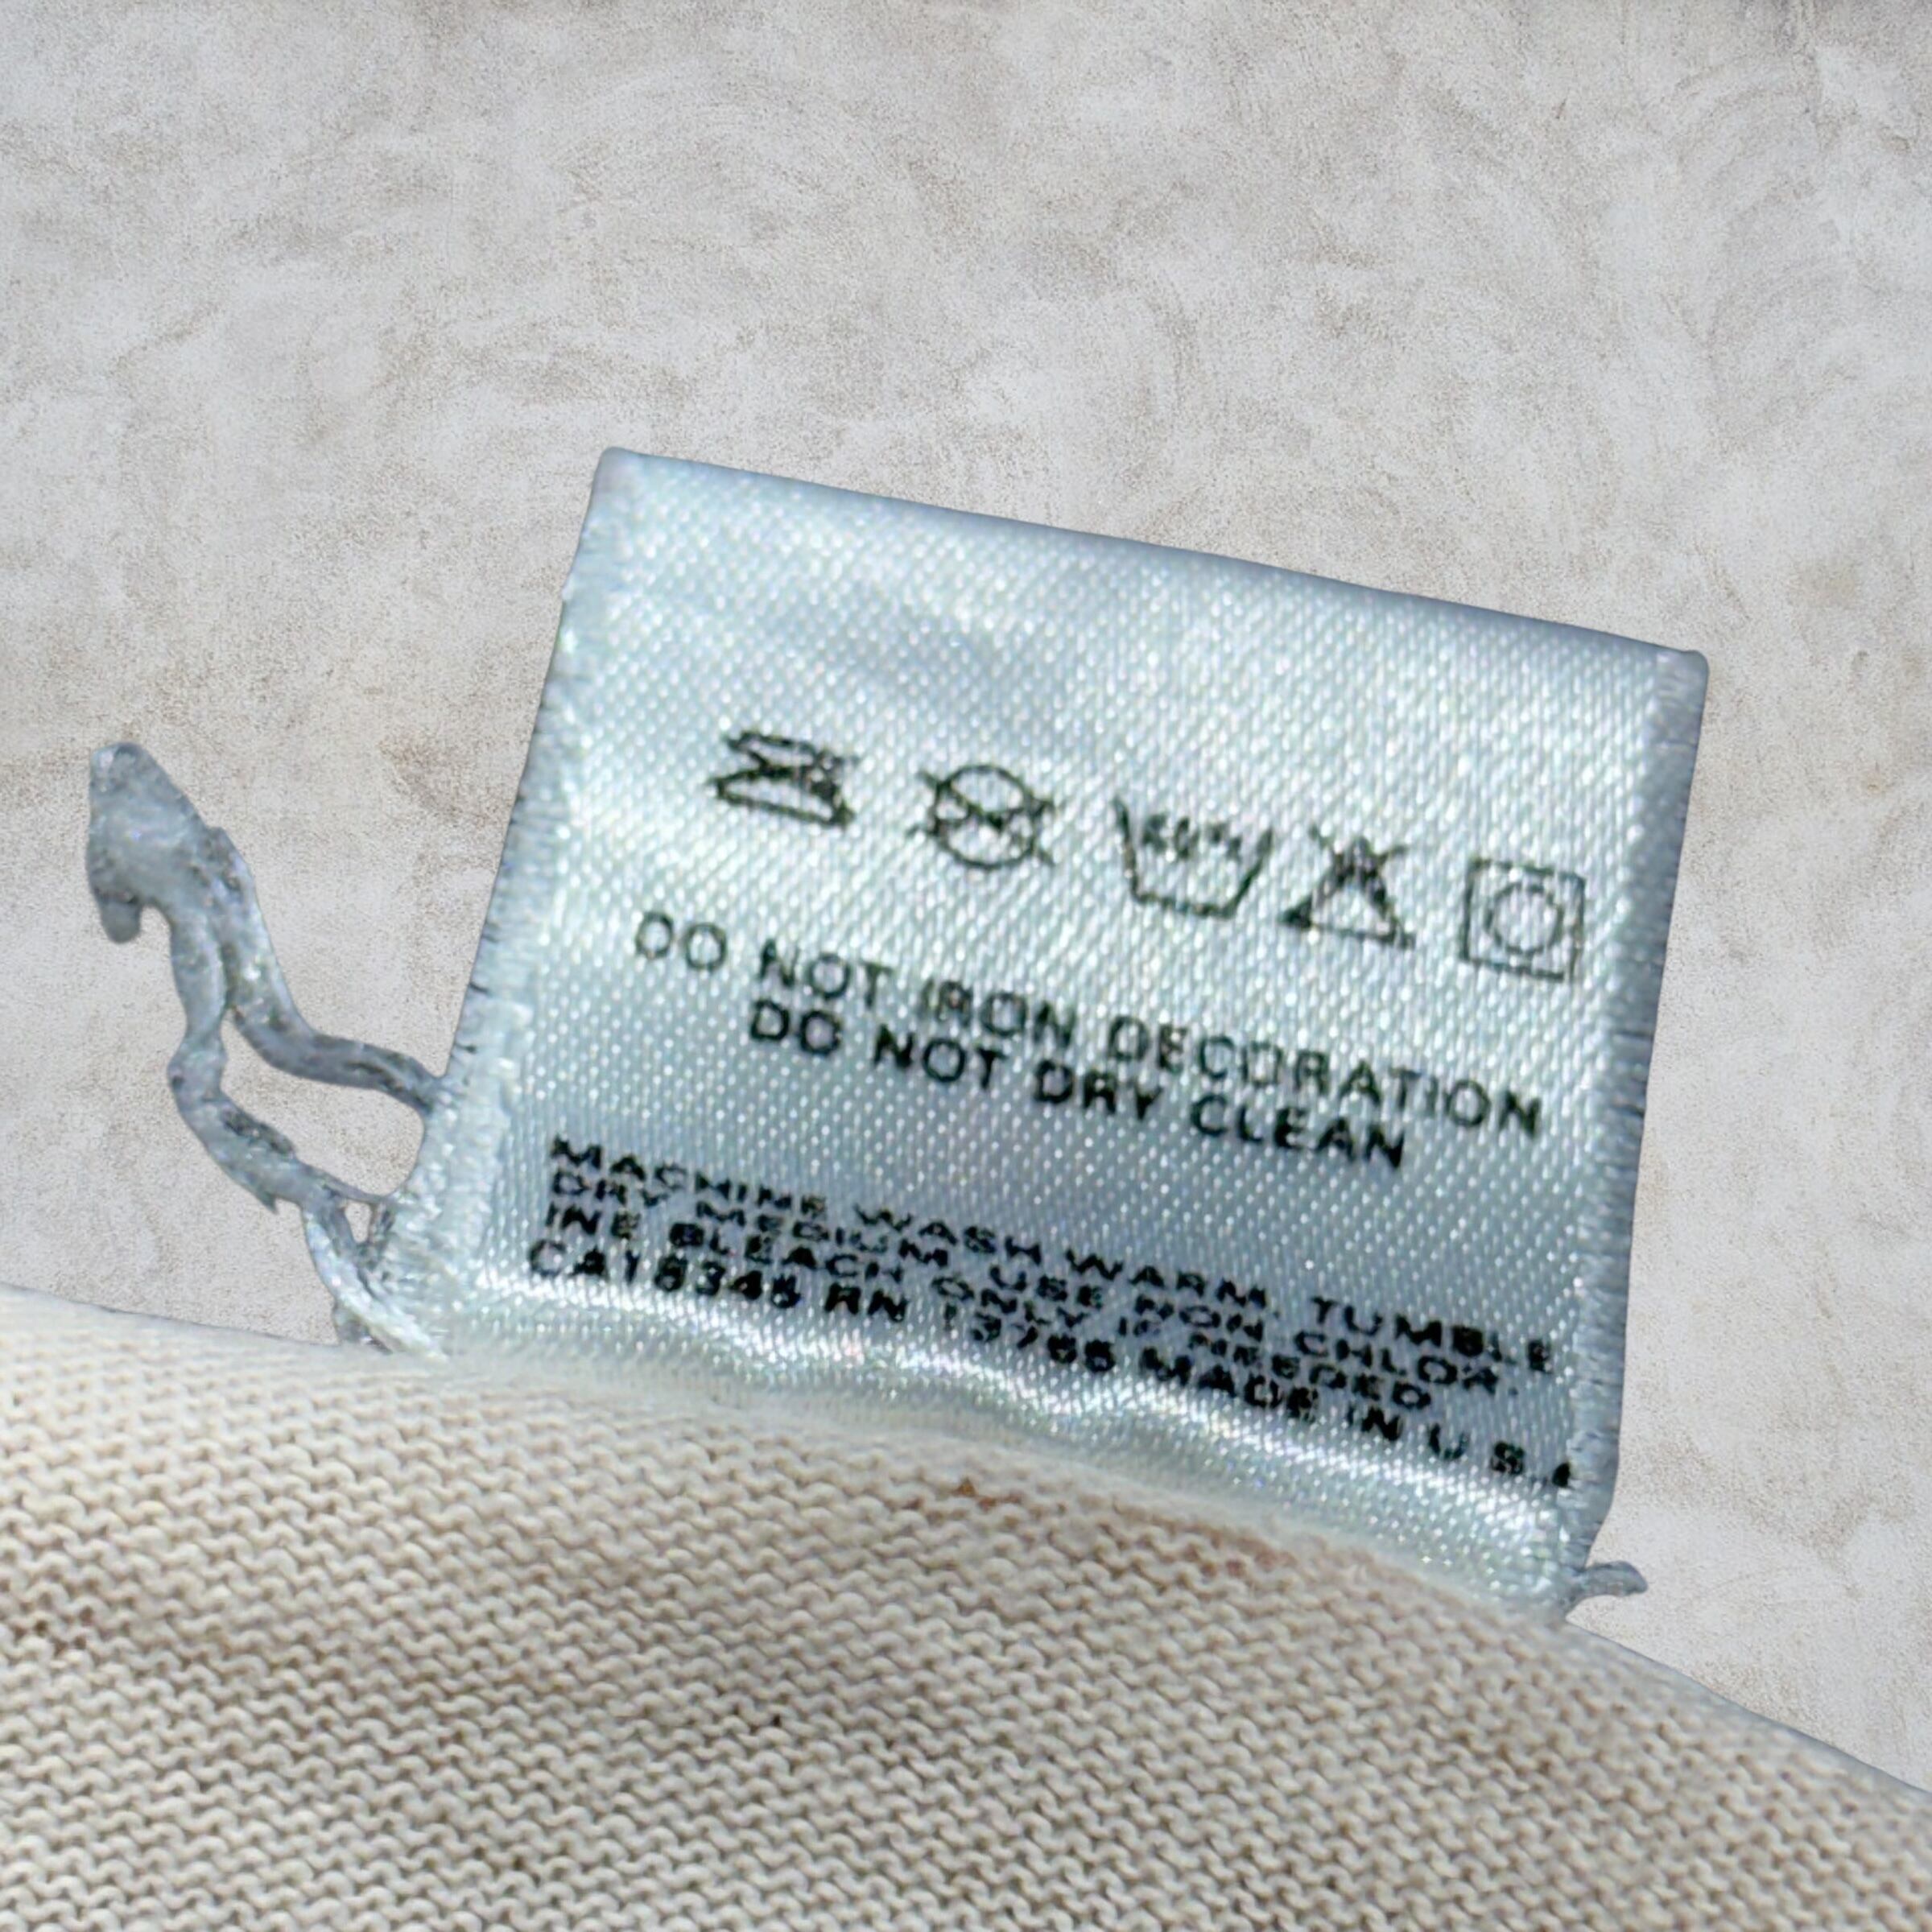 40°
DO NOT IRON DECORATION
DO NOT DRY CLEAN
MACHINE WASH WARM. TUMBLE
DRY MEDIUM. USE NON CHLOR.
INE BLEACH ONLY IF NEEDED
RN 13765 MADE IN U.S.A